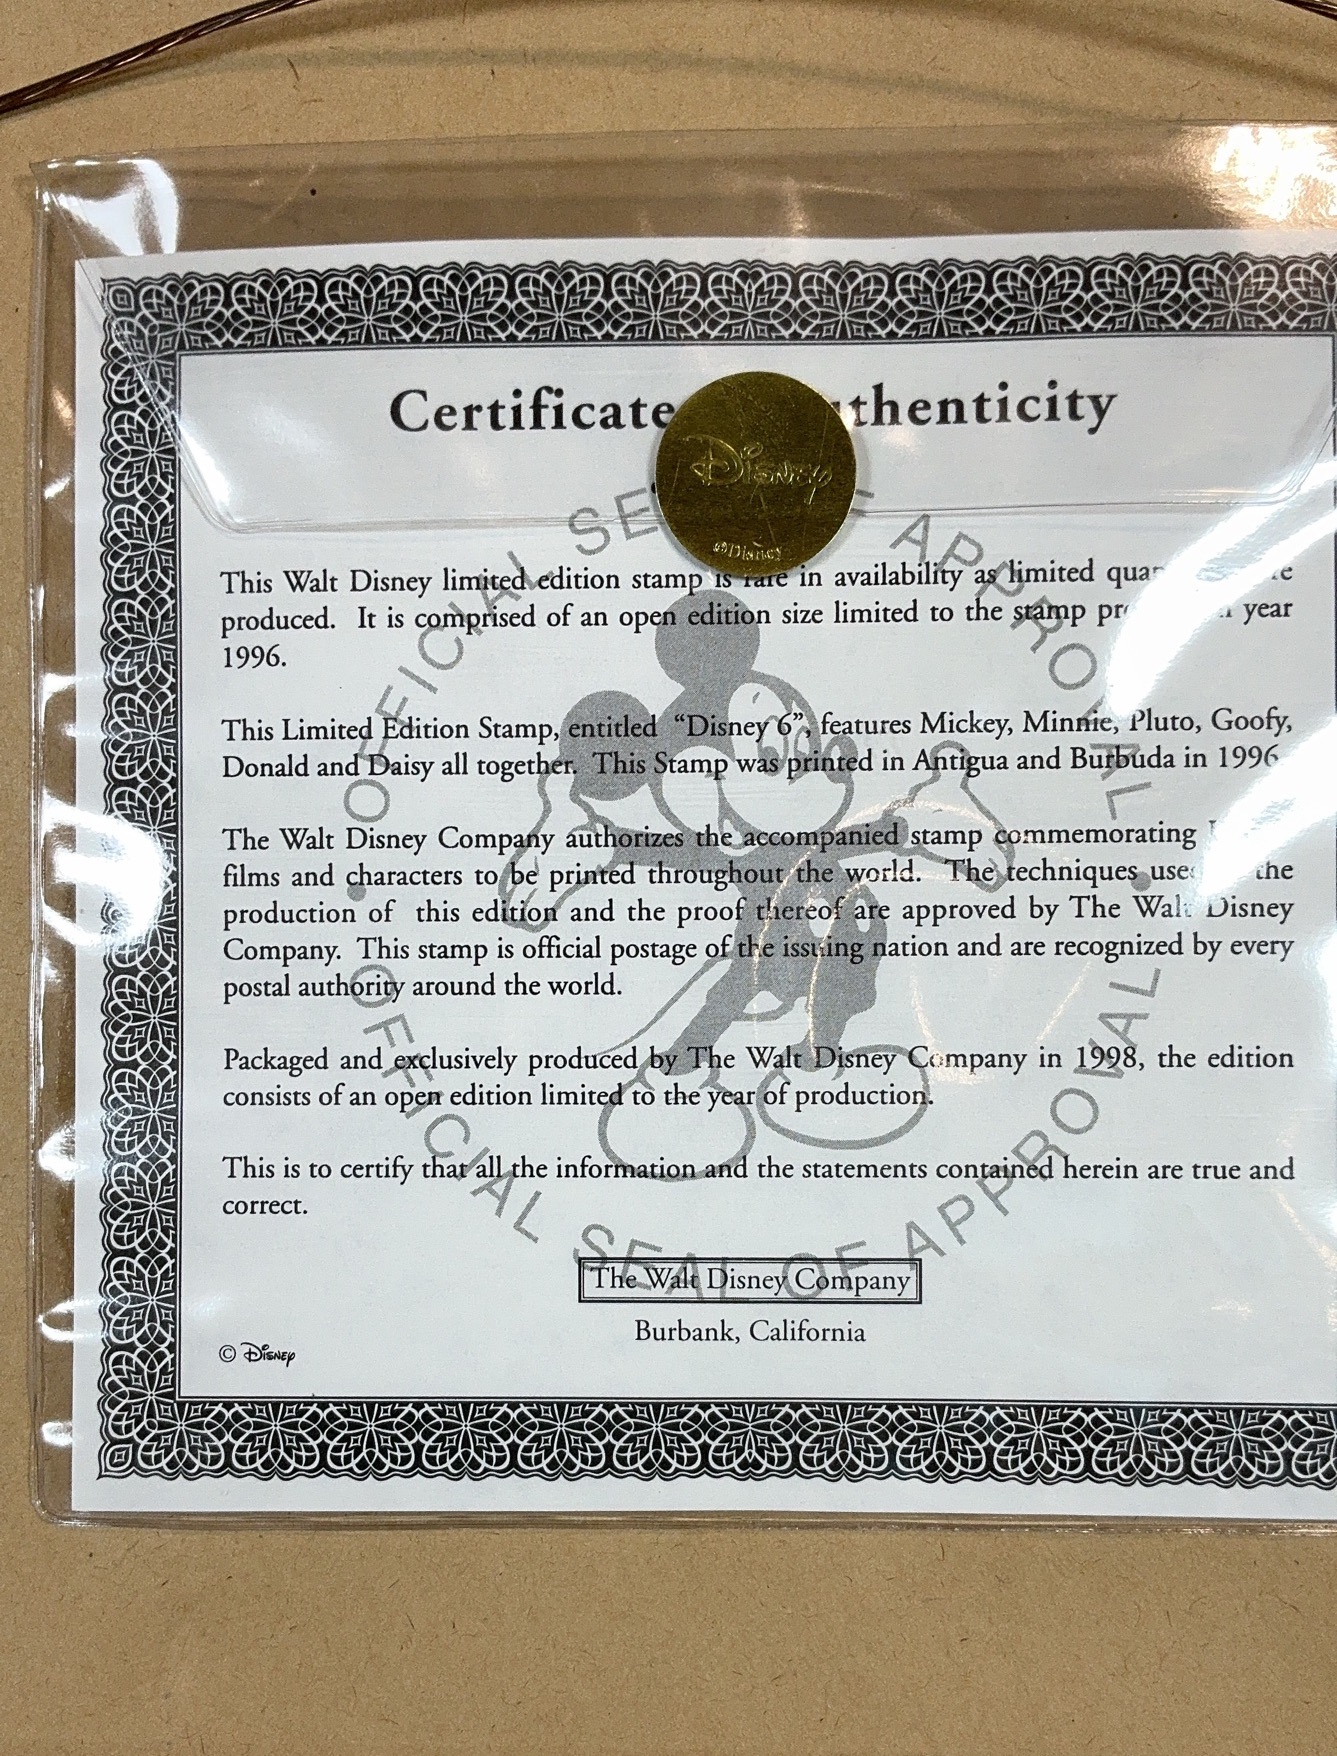 Certificate thenticity
DISNEY
©Disney
OFFICIAL SE APPROVAL
This Walt Disney limited edition stamp is rare in availability as limited
produced. It is comprised of an open edition size limited to the stamp year
1996.
This Limited Edition Stamp, entitled “Disney 6”, features Mickey, Minnie, Pluto, Goofy,
Donald and Daisy all together. This Stamp was printed in Antigua and Burbuda in 1996
The Walt Disney Company authorizes the accompanied stamp commemorating
films and characters to be printed throughout the world. The techniques the
production of this edition and the proof thereof are approved by The Walt Disney
Company. This stamp is official postage of the issuing nation and are recognized by every
postal authority around the world.
Packaged and exclusively produced by The Walt Disney Company in 1998, the edition
consists of an open edition limited to the year of production.
This is to certify that all the information and the statements contained herein are true and
correct.
OFFICIAL SEAL OF APPROVAL
The Walt Disney Company
Burbank, California
© DISNEY